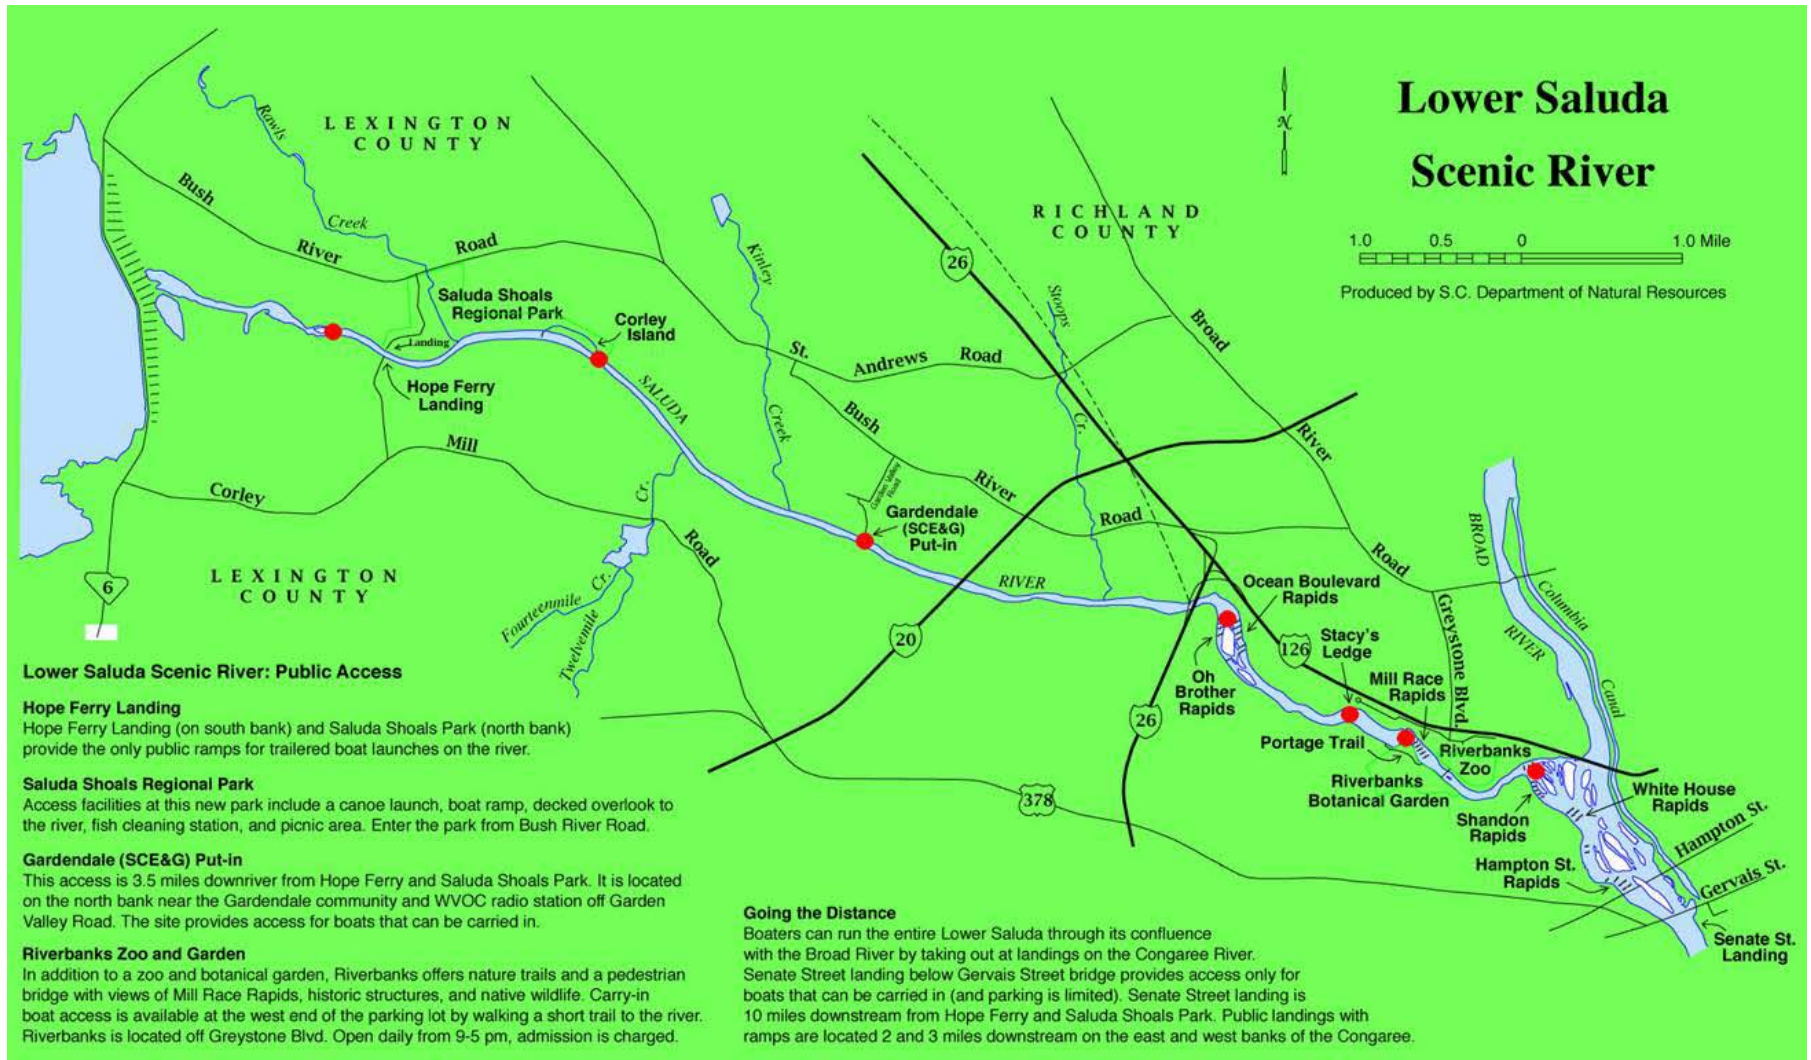 Lower Saluda
Scenic River
N
1.0 0.5 0 1.0 Mile
Produced by S.C. Department of Natural Resources
LEXINGTON
COUNTY
RICHLAND
COUNTY
Rawls
Creek
Bush
River
Road
Saluda Shoals
Regional Park
Corley
Island
Landing
Hope Ferry
Landing
SALUDA
Kinley
Creek
St.
Andrews
Road
26
Stoops
Cr.
Broad
River
Road
Bush
River
Road
Garden Valley
Road
Gardendale
(SCE&G)
Put-in
Mill
Corley
Road
Cr.
Fourteenmile
Cr.
Twelvemile
LEXINGTON
COUNTY
6
RIVER
20
26
378
126
Ocean Boulevard
Rapids
Oh
Brother
Rapids
Stacy's
Ledge
Mill Race
Rapids
Greystone Blvd.
Portage Trail
Riverbanks
Zoo
Riverbanks
Botanical Garden
BROAD
RIVER
Columbia
Canal
Shandon
Rapids
White House
Rapids
Hampton St.
Hampton St.
Rapids
Gervais St.
Senate St.
Landing
Lower Saluda Scenic River: Public Access
Hope Ferry Landing
Hope Ferry Landing (on south bank) and Saluda Shoals Park (north bank)
provide the only public ramps for trailered boat launches on the river.
Saluda Shoals Regional Park
Access facilities at this new park include a canoe launch, boat ramp, decked overlook to
the river, fish cleaning station, and picnic area. Enter the park from Bush River Road.
Gardendale (SCE&G) Put-in
This access is 3.5 miles downriver from Hope Ferry and Saluda Shoals Park. It is located
on the north bank near the Gardendale community and WVOC radio station off Garden
Valley Road. The site provides access for boats that can be carried in.
Riverbanks Zoo and Garden
In addition to a zoo and botanical garden, Riverbanks offers nature trails and a pedestrian
bridge with views of Mill Race Rapids, historic structures, and native wildlife. Carry-in
boat access is available at the west end of the parking lot by walking a short trail to the river.
Riverbanks is located off Greystone Blvd. Open daily from 9-5 pm, admission is charged.
Going the Distance
Boaters can run the entire Lower Saluda through its confluence
with the Broad River by taking out at landings on the Congaree River.
Senate Street landing below Gervais Street bridge provides access only for
boats that can be carried in (and parking is limited). Senate Street landing is
10 miles downstream from Hope Ferry and Saluda Shoals Park. Public landings with
ramps are located 2 and 3 miles downstream on the east and west banks of the Congaree.